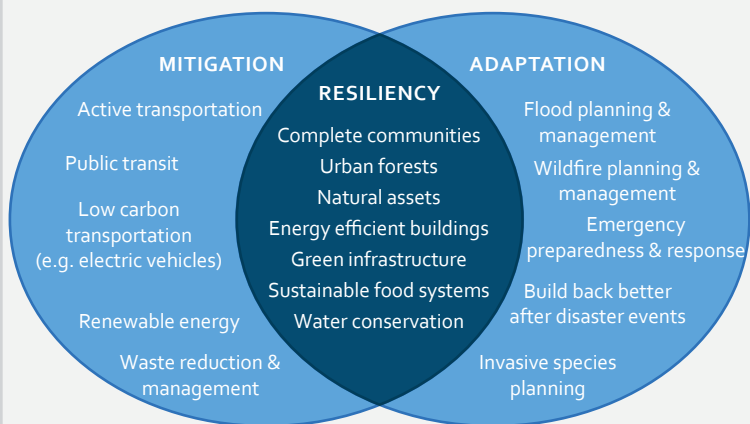 MITIGATION
Active transportation
Public transit
Low carbon
transportation
(e.g. electric vehicles)
Renewable energy
Waste reduction &
management
RESILIENCY
Complete communities
Urban forests
Natural assets
Energy efficient buildings
Green infrastructure
Sustainable food systems
Water conservation
ADAPTATION
Flood planning &
management
Wildfire planning &
management
Emergency
preparedness & response
Build back better
after disaster events
Invasive species
planning